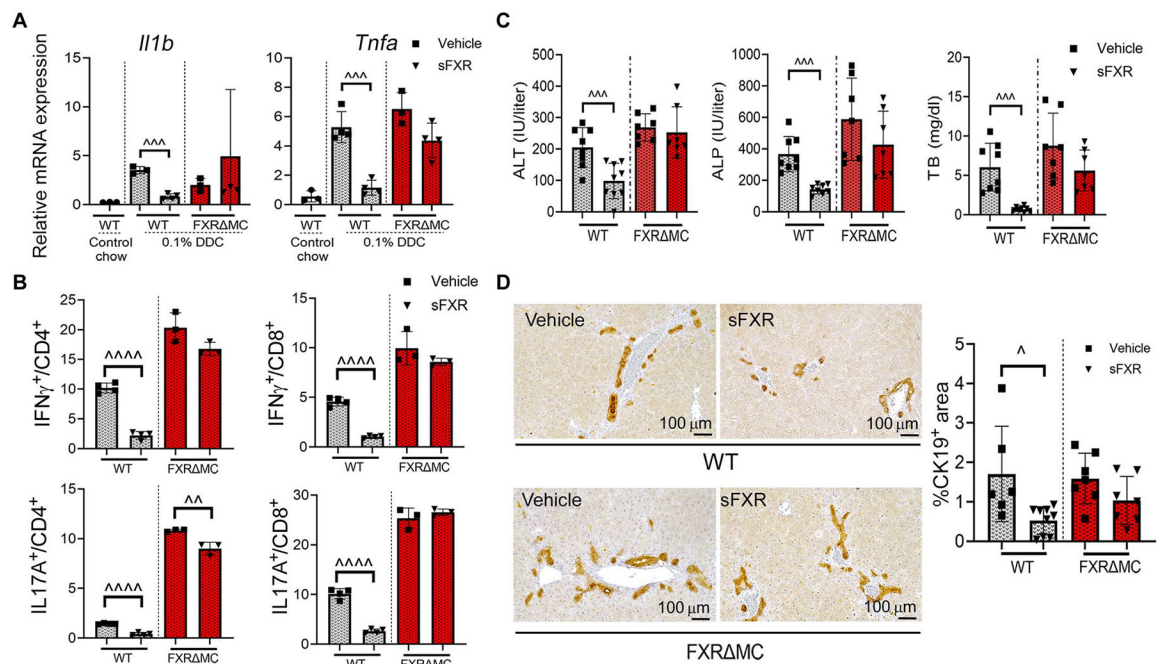 A
Il1b
Tnfa
Vehicle
sFXR
Relative mRNA expression
15
10
5
0
8
6
4
2
0
^^^
^^^
WT
WT
FXRΔMC
WT
WT
FXRΔMC
Control
chow
0.1% DDC
Control
chow
0.1% DDC
B
Vehicle
sFXR
IFNγ+/CD4+
25
20
15
10
5
0
^^^^
WT
FXRΔMC
IFNγ+/CD8+
15
10
5
0
^^^^
WT
FXRΔMC
IL17A+/CD4+
15
10
5
0
^^^^
^^
WT
FXRΔMC
IL17A+/CD8+
30
20
10
0
^^^^
WT
FXRΔMC
C
Vehicle
sFXR
ALT (IU/liter)
500
400
300
200
100
0
^^^
WT
FXRΔMC
ALP (IU/liter)
1000
800
600
400
200
0
^^^
WT
FXRΔMC
TB (mg/dl)
20
15
10
5
0
^^^
WT
FXRΔMC
D
Vehicle
sFXR
100 μm
100 μm
WT
Vehicle
sFXR
100 μm
100 μm
FXRΔMC
Vehicle
sFXR
%CK19+ area
5
4
3
2
1
0
^
WT
FXRΔMC